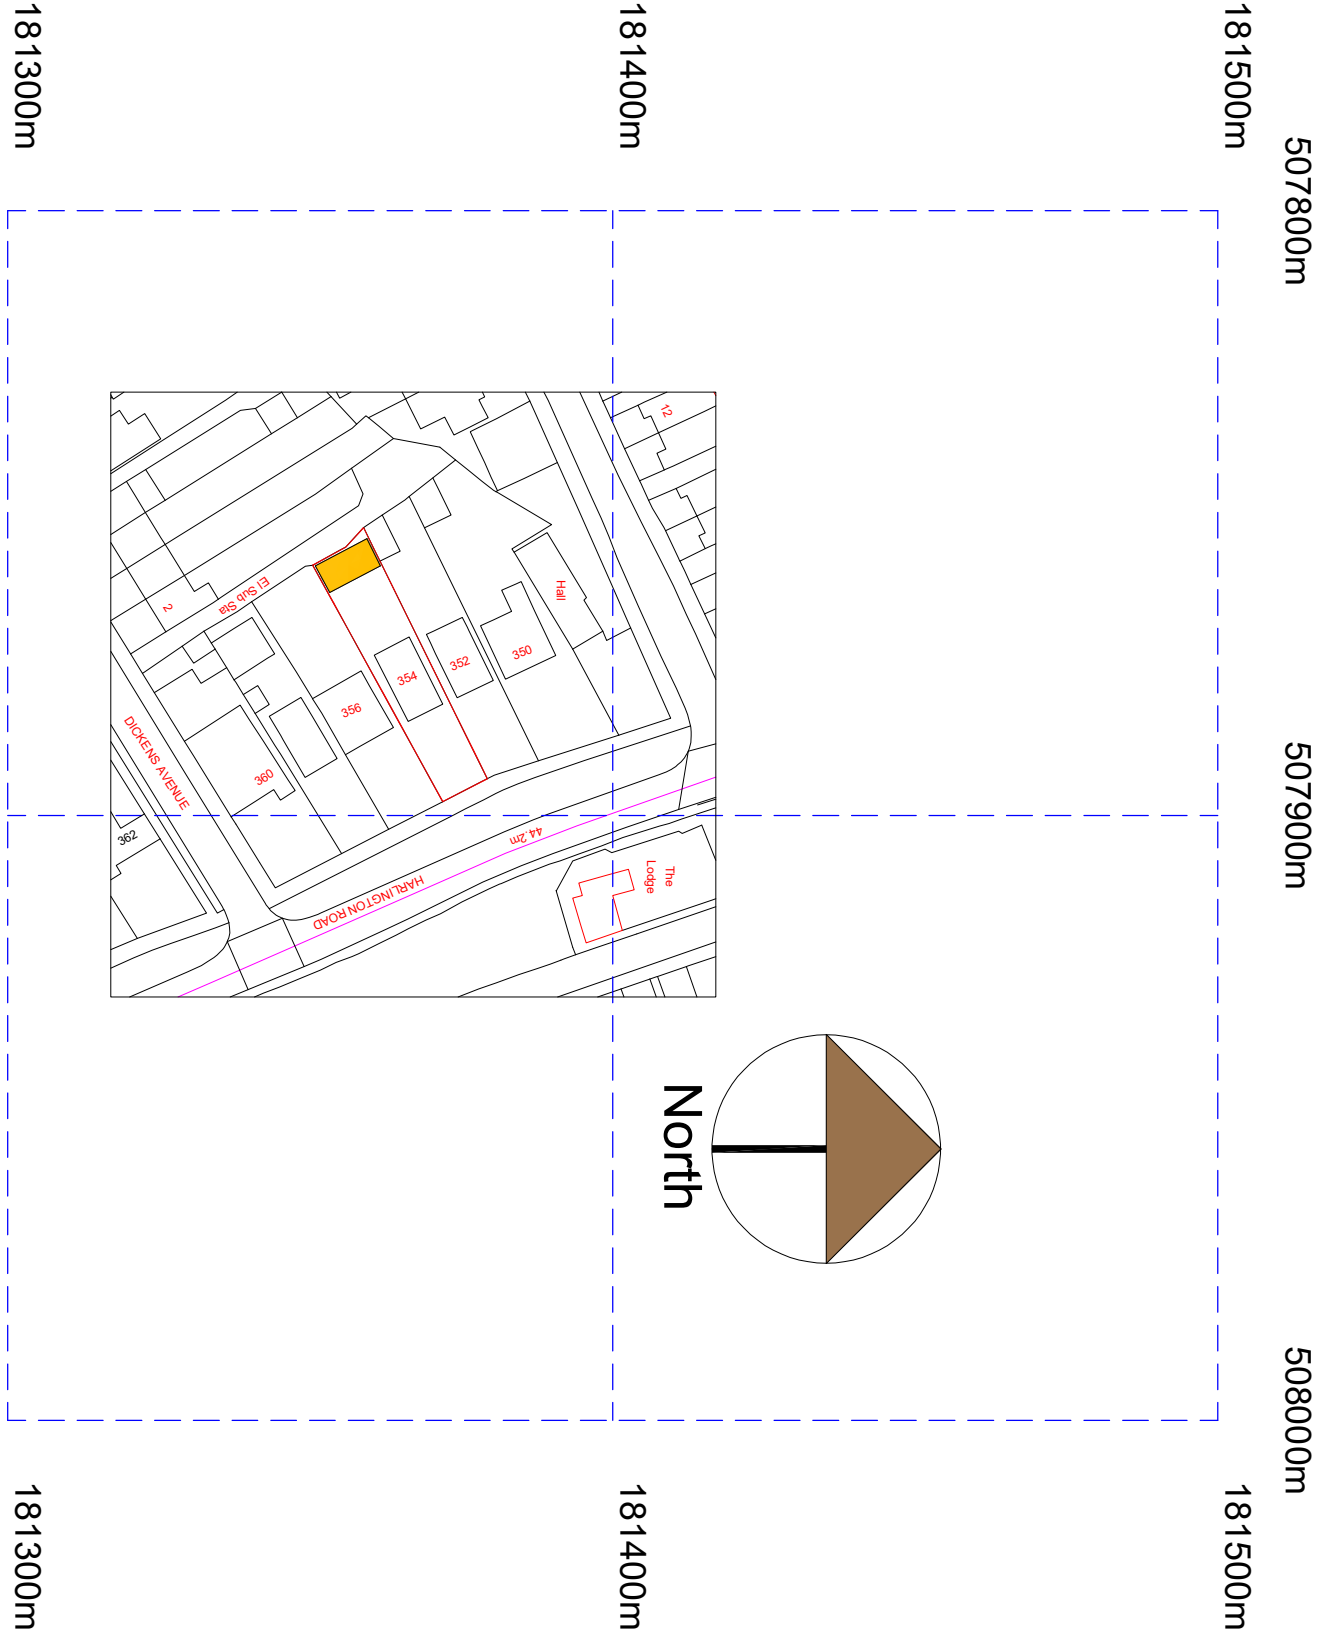 181300m
181400m
181500m
507800m
12
Hall
El Sub Sta
2
350
352
354
356
360
DICKENS AVENUE
362
507900m
44.2m
HARLINGTON ROAD
The
Lodge
North
508000m
181300m
181400m
181500m